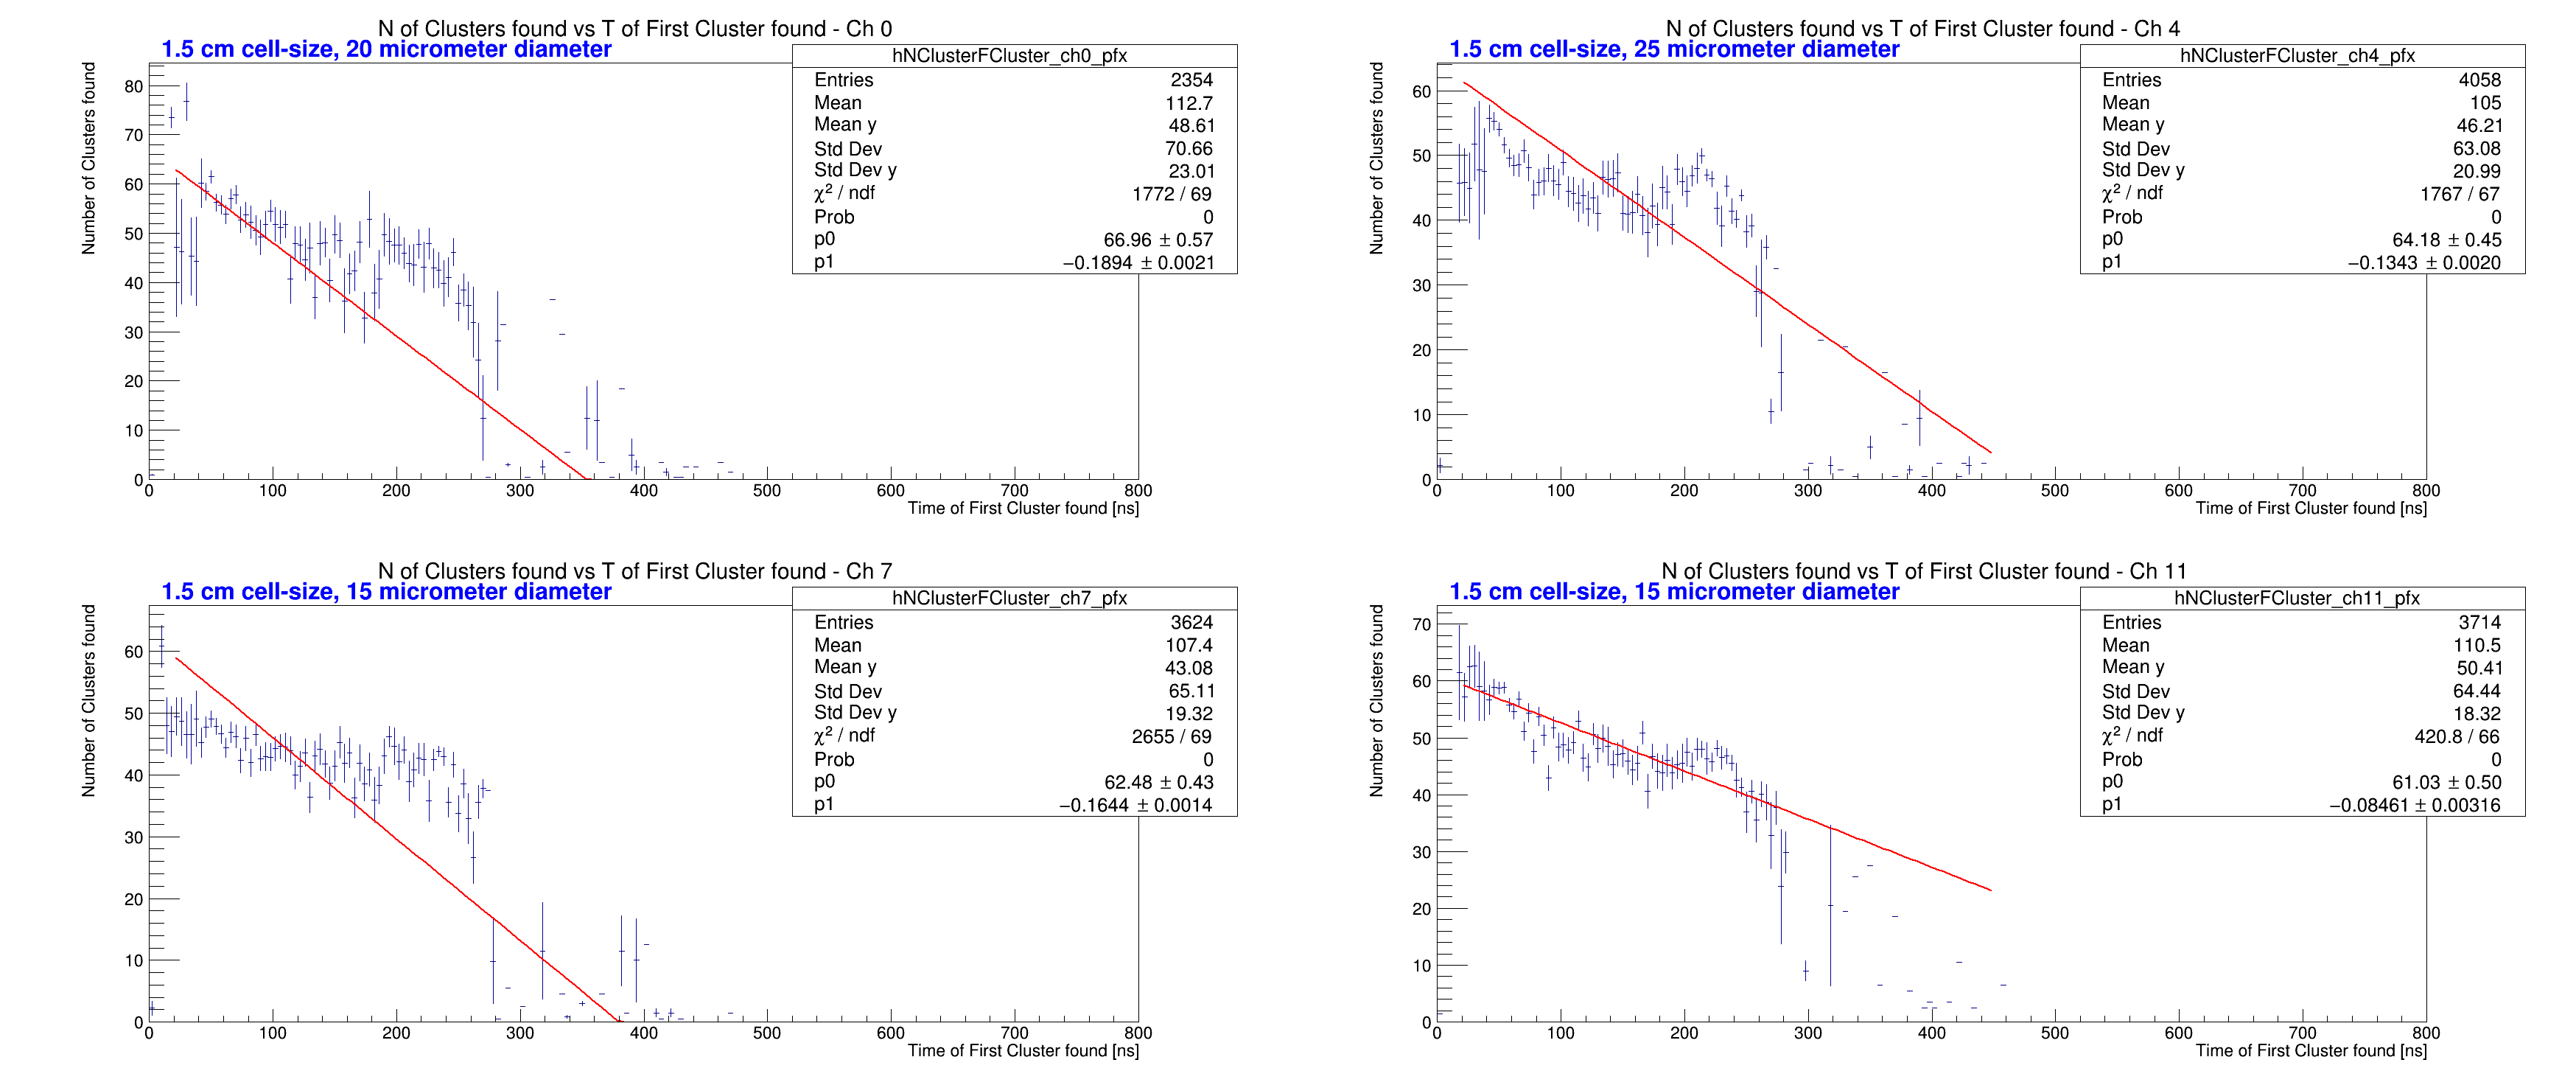 N of Clusters found vs T of First Cluster found - Ch 0
1.5 cm cell-size, 20 micrometer diameter
hNClusterFCluster_ch0_pfx
Entries 2354
Mean 112.7
Mean y 48.61
Std Dev 70.66
Std Dev y 23.01
χ² / ndf 1772 / 69
Prob 0
p0 66.96 ± 0.57
p1 −0.1894 ± 0.0021
Number of Clusters found
80
70
60
50
40
30
20
10
0
0 100 200 300 400 500 600 700 800
Time of First Cluster found [ns]
N of Clusters found vs T of First Cluster found - Ch 4
1.5 cm cell-size, 25 micrometer diameter
hNClusterFCluster_ch4_pfx
Entries 4058
Mean 105
Mean y 46.21
Std Dev 63.08
Std Dev y 20.99
χ² / ndf 1767 / 67
Prob 0
p0 64.18 ± 0.45
p1 −0.1343 ± 0.0020
Number of Clusters found
60
50
40
30
20
10
0
0 100 200 300 400 500 600 700 800
Time of First Cluster found [ns]
N of Clusters found vs T of First Cluster found - Ch 7
1.5 cm cell-size, 15 micrometer diameter
hNClusterFCluster_ch7_pfx
Entries 3624
Mean 107.4
Mean y 43.08
Std Dev 65.11
Std Dev y 19.32
χ² / ndf 2655 / 69
Prob 0
p0 62.48 ± 0.43
p1 −0.1644 ± 0.0014
Number of Clusters found
60
50
40
30
20
10
0
0 100 200 300 400 500 600 700 800
Time of First Cluster found [ns]
N of Clusters found vs T of First Cluster found - Ch 11
1.5 cm cell-size, 15 micrometer diameter
hNClusterFCluster_ch11_pfx
Entries 3714
Mean 110.5
Mean y 50.41
Std Dev 64.44
Std Dev y 18.32
χ² / ndf 420.8 / 66
Prob 0
p0 61.03 ± 0.50
p1 −0.08461 ± 0.00316
Number of Clusters found
70
60
50
40
30
20
10
0
0 100 200 300 400 500 600 700 800
Time of First Cluster found [ns]